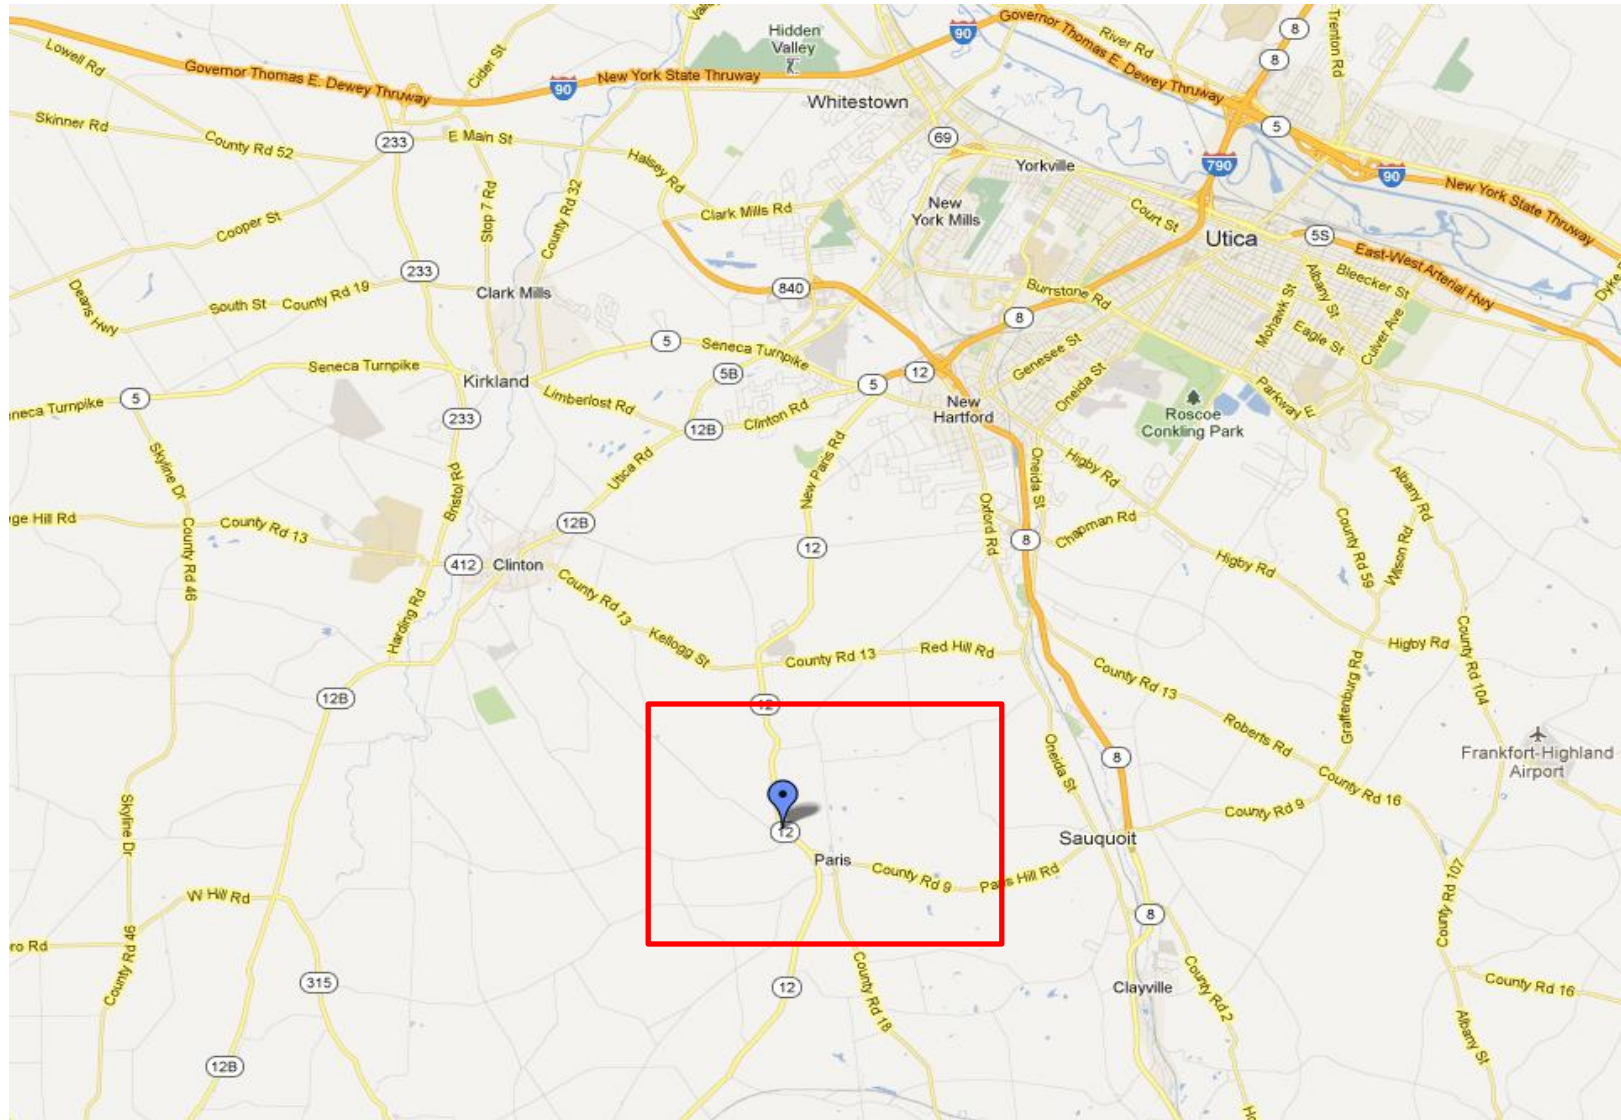 Hidden
Valley
Governor Thomas E. Dewey Thruway
River Rd
8
Trenton Rd
90
Lowell Rd
Cider St
Governor Thomas E. Dewey Thruway
New York State Thruway
90
8
Whitestown
Skinner Rd
County Rd 52
233
E Main St
69
5
Halsey Rd
Yorkville
790
90
New York State Thruway
County Rd 32
Stop 7 Rd
Cooper St
Clark Mills Rd
New
York Mills
Court St
Utica
5S
East-West Arterial Hwy
233
Albany St
Bleecker St
Dyke
Deans Hwy
South St
County Rd 19
Clark Mills
840
Burrstone Rd
8
Mohawk St
Eagle St
Culver Ave
5
Seneca Turnpike
Genesee St
Seneca Turnpike
Kirkland
5B
5
12
Oneida St
Parkway E
eneca Turnpike
5
Limberlost Rd
New
Hartford
Roscoe
Conkling Park
233
12B
Clinton Rd
Skyline Dr
Bristol Rd
Utica Rd
New Paris Rd
Oneida St
Higby Rd
Albany Rd
ge Hill Rd
County Rd 13
12B
Oxford Rd
Chapman Rd
County Rd 59
Wilson Rd
12
8
412
Clinton
Higby Rd
County Rd 46
County Rd 13
Harding Rd
Kellogg St
County Rd 13
Red Hill Rd
Higby Rd
County Rd 104
12B
12
County Rd 13
Graffenburg Rd
Roberts Rd
Oneida St
8
Frankfort-Highland
Airport
County Rd 16
Skyline Dr
12
County Rd 9
Sauquoit
Paris
County Rd 9
Paris Hill Rd
County Rd 107
W Hill Rd
8
ro Rd
County Rd 46
315
12
County Rd 18
Clayville
County Rd 2
County Rd 16
Albany St
12B